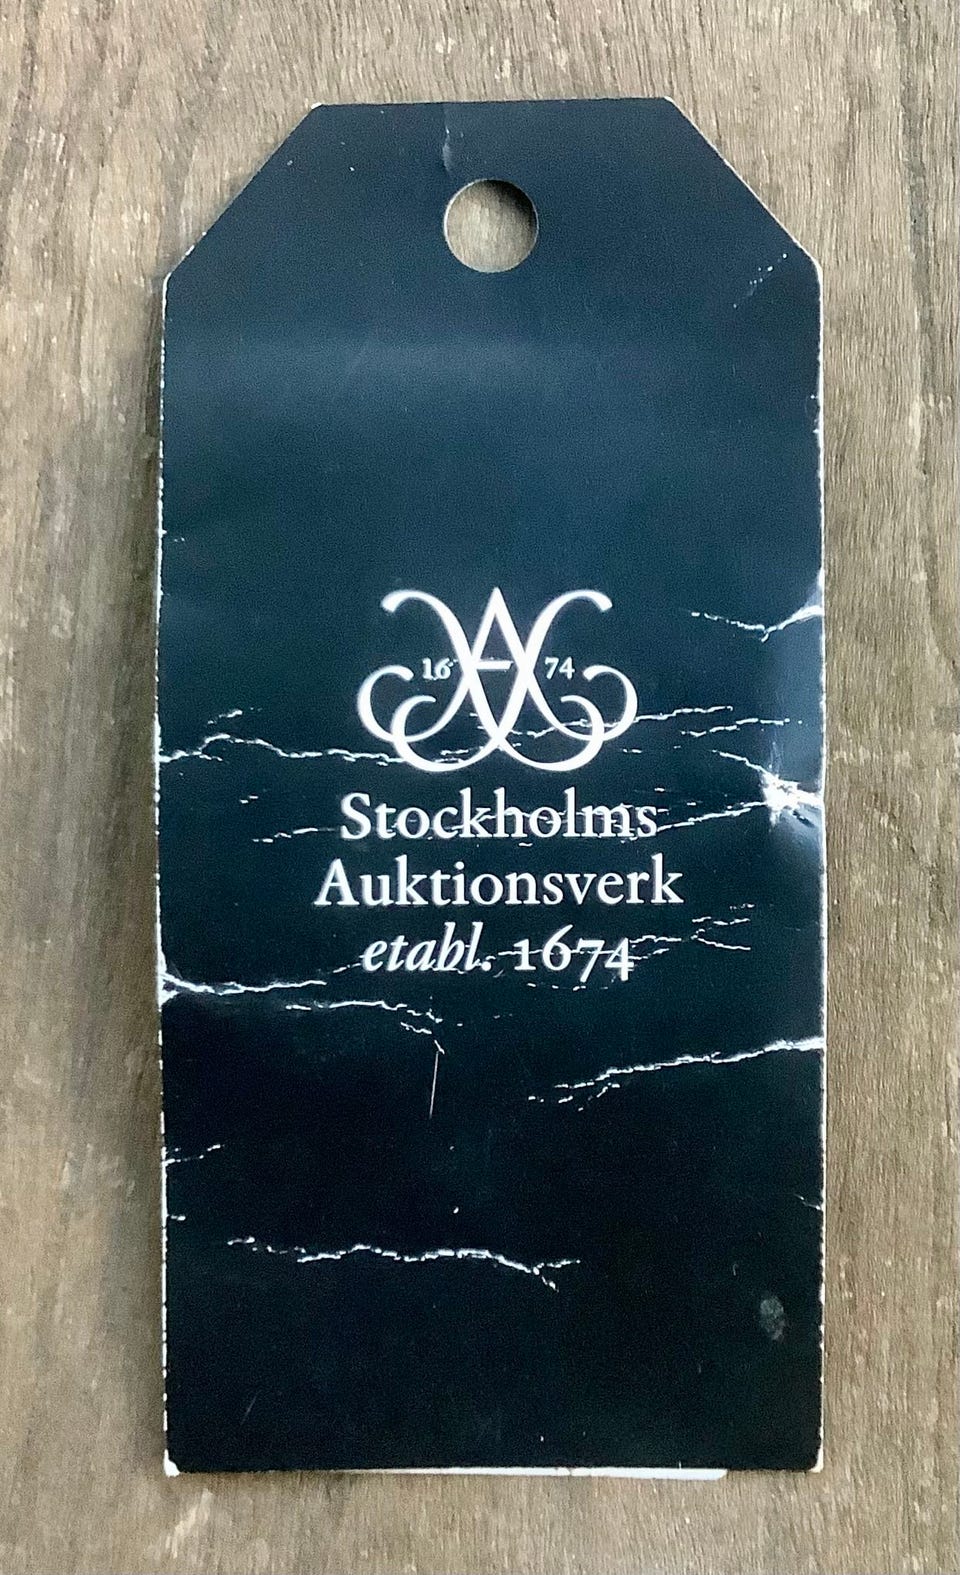 16 A 74
Stockholms
Auktionsverk
etabl. 1674